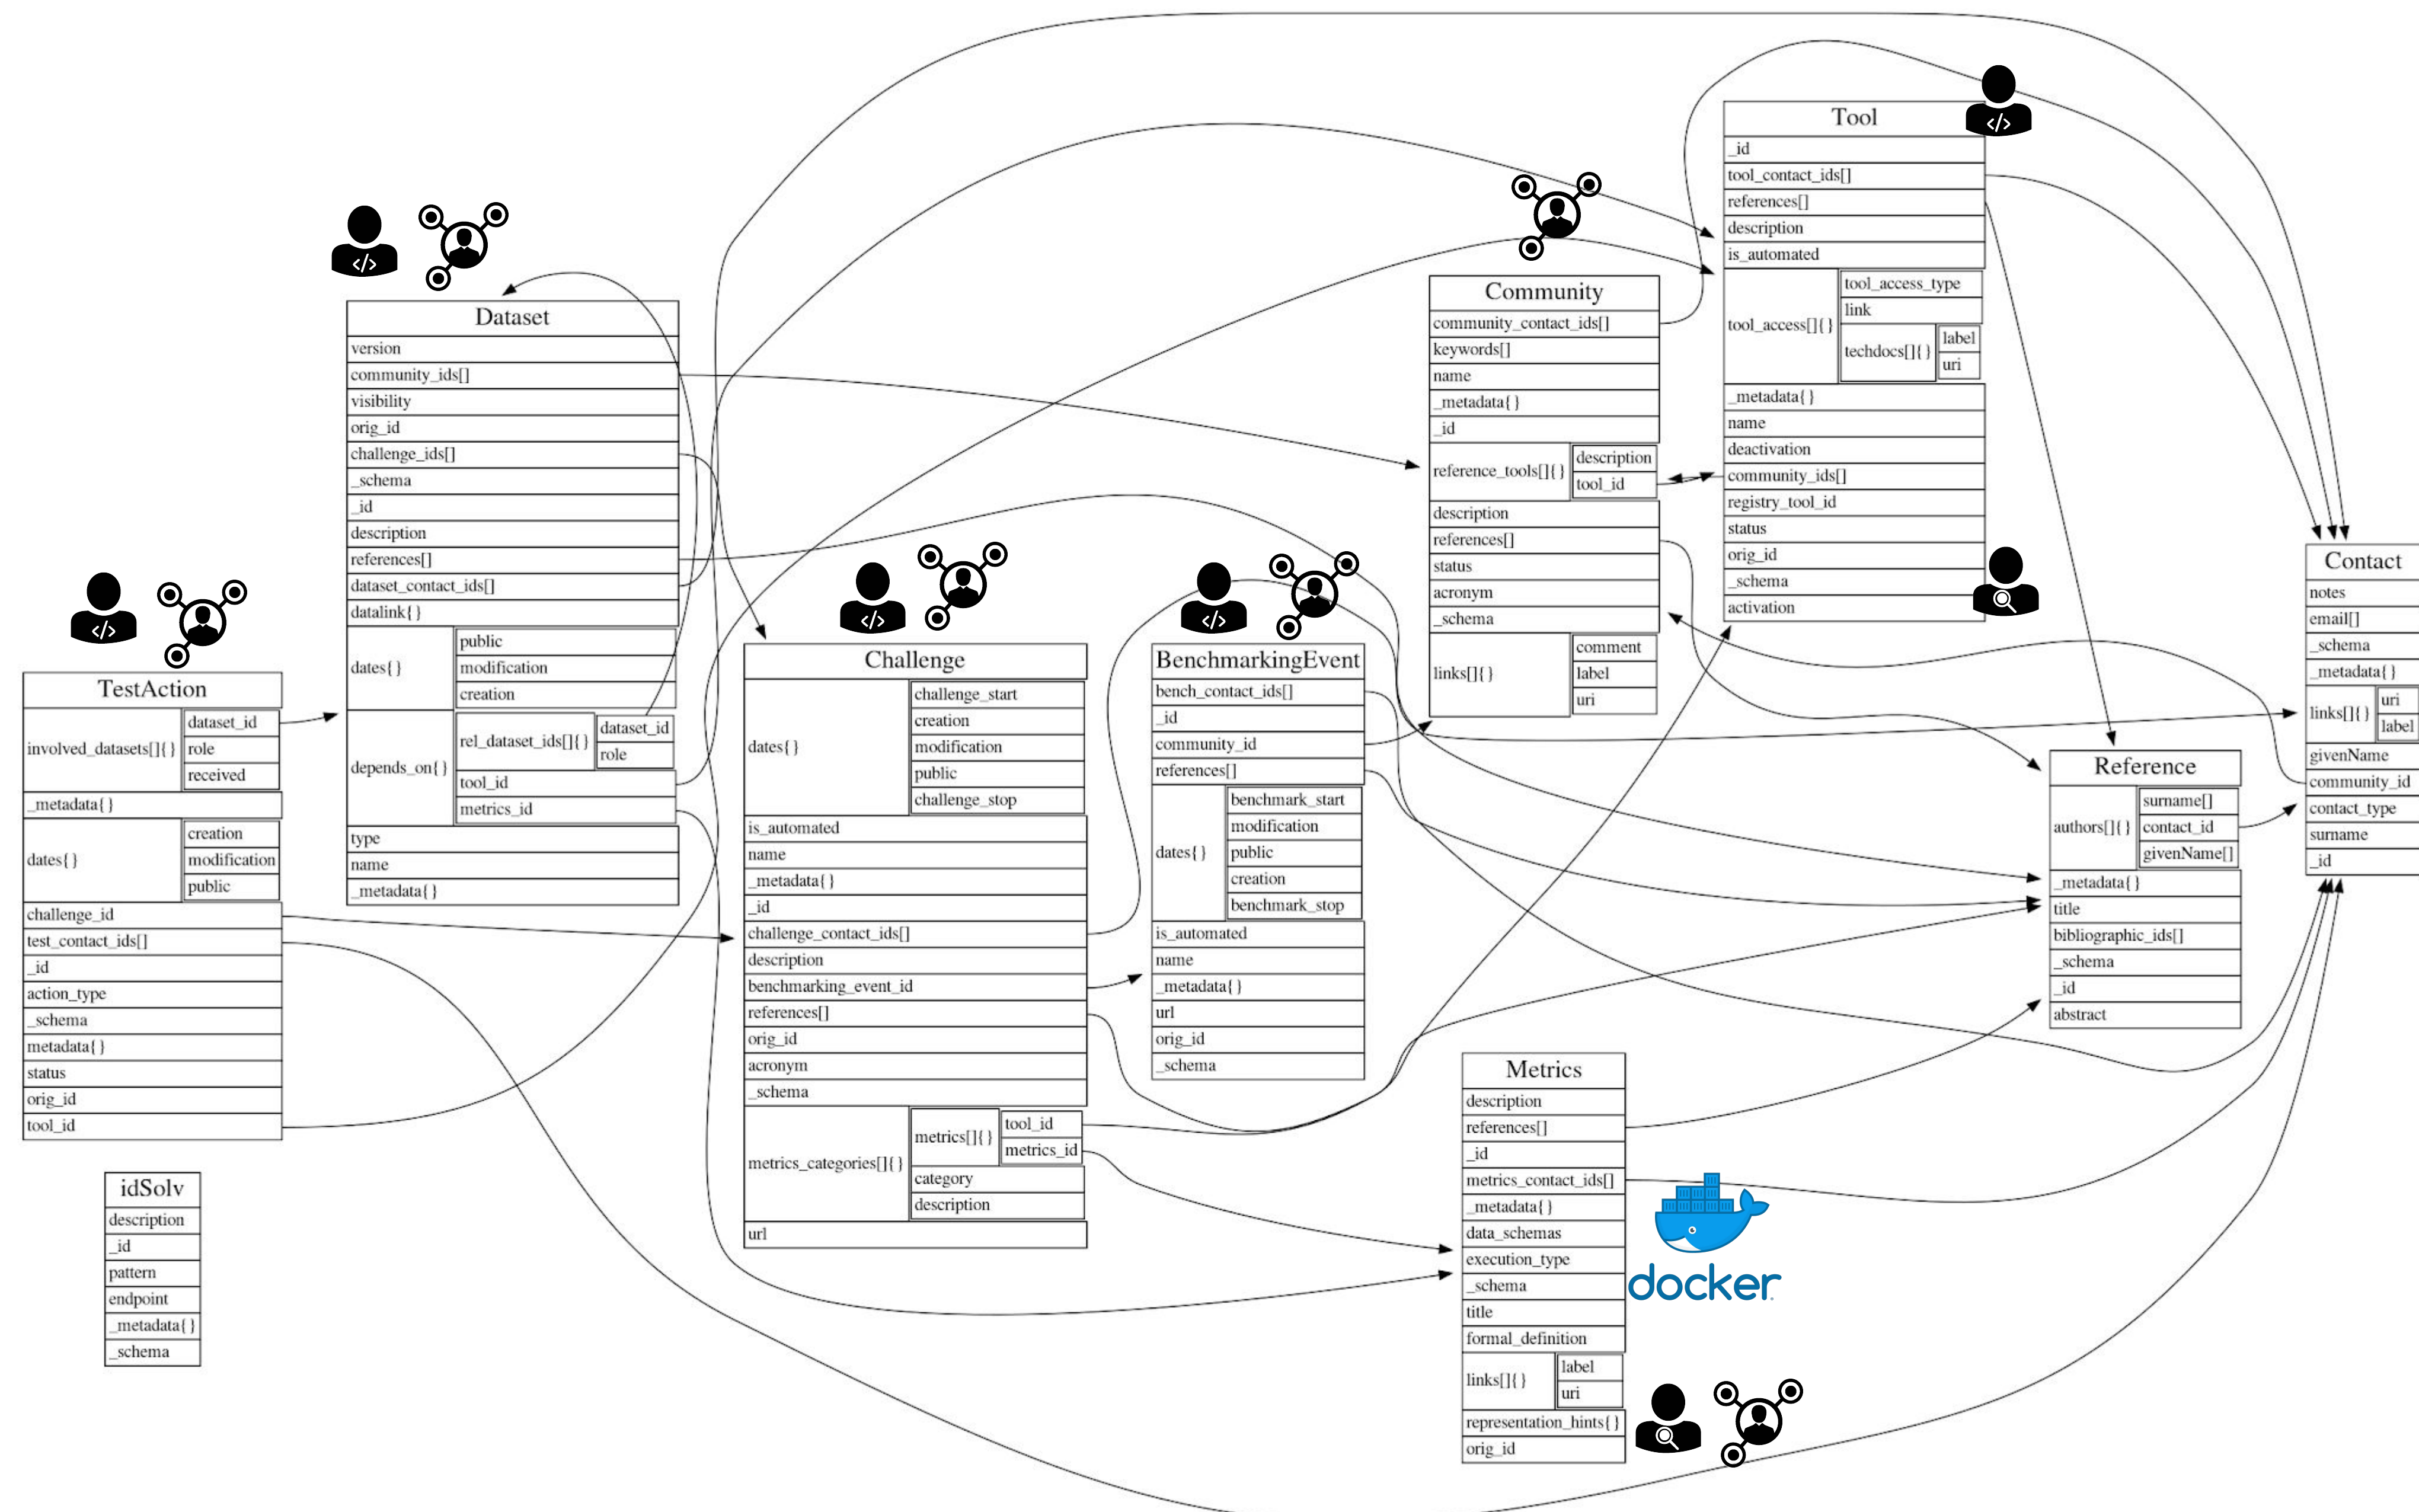 Tool
_id
tool_contact_ids[]
references[]
description
is_automated
tool_access[]{}
tool_access_type
link
techdocs[]{}
label
uri
_metadata{}
name
deactivation
community_ids[]
registry_tool_id
status
orig_id
_schema
activation
</>
Community
community_contact_ids[]
keywords[]
name
_metadata{}
_id
reference_tools[]{}
description
tool_id
description
references[]
status
acronym
_schema
links[]{}
comment
label
uri
</>
Dataset
version
community_ids[]
visibility
orig_id
challenge_ids[]
_schema
_id
description
references[]
dataset_contact_ids[]
datalink{}
dates{}
public
modification
creation
depends_on{}
rel_dataset_ids[]{}
dataset_id
role
tool_id
metrics_id
type
name
_metadata{}
</>
TestAction
involved_datasets[]{}
dataset_id
role
received
_metadata{}
dates{}
creation
modification
public
challenge_id
test_contact_ids[]
_id
action_type
_schema
metadata{}
status
orig_id
tool_id
idSolv
description
_id
pattern
endpoint
_metadata{}
_schema
</>
Challenge
dates{}
challenge_start
creation
modification
public
challenge_stop
is_automated
name
_metadata{}
_id
challenge_contact_ids[]
description
benchmarking_event_id
references[]
orig_id
acronym
_schema
metrics_categories[]{}
metrics[]{}
tool_id
metrics_id
category
description
url
</>
BenchmarkingEvent
bench_contact_ids[]
_id
community_id
references[]
dates{}
benchmark_start
modification
public
creation
benchmark_stop
is_automated
name
_metadata{}
url
orig_id
_schema
Metrics
description
references[]
_id
metrics_contact_ids[]
_metadata{}
data_schemas
execution_type
_schema
title
formal_definition
links[]{}
label
uri
representation_hints{}
orig_id
docker
Reference
authors[]{}
surname[]
contact_id
givenName[]
_metadata{}
title
bibliographic_ids[]
_schema
_id
abstract
Contact
notes
email[]
_schema
_metadata{}
links[]{}
uri
label
givenName
community_id
contact_type
surname
_id